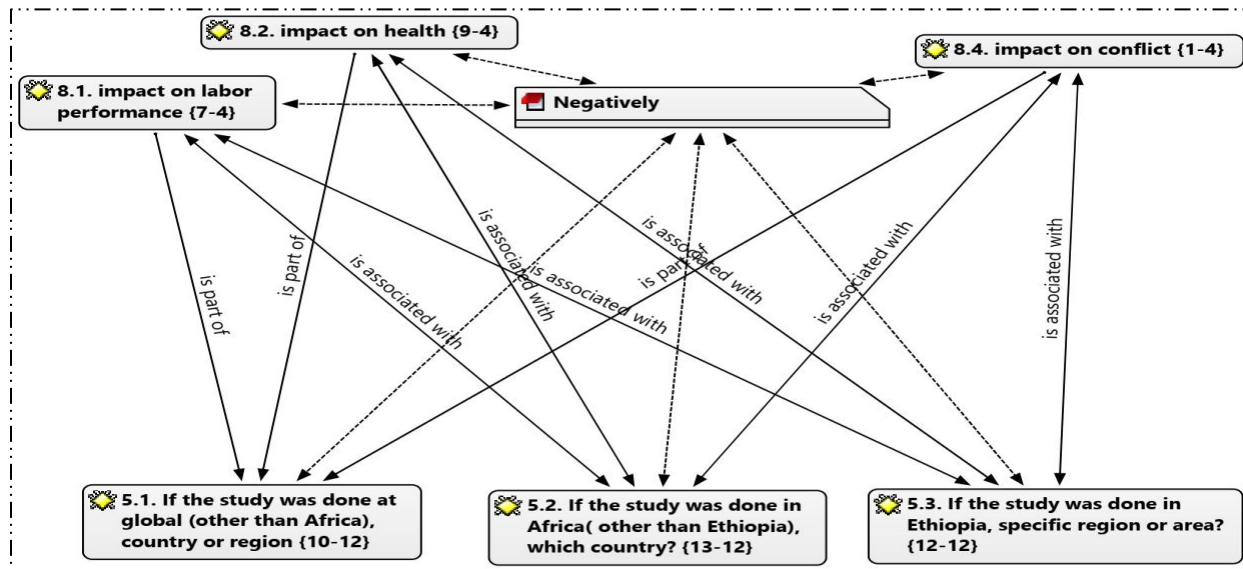 8.2. impact on health {9-4}
8.4. impact on conflict {1-4}
8.1. impact on labor
performance {7-4}
Negatively
is part of
is part of
is associated with
is associated with
is associated with
is part of
is associated with
is associated with
is associated with
5.1. If the study was done at
global (other than Africa),
country or region {10-12}
5.2. If the study was done in
Africa( other than Ethiopia),
which country? {13-12}
5.3. If the study was done in
Ethiopia, specific region or area?
{12-12}